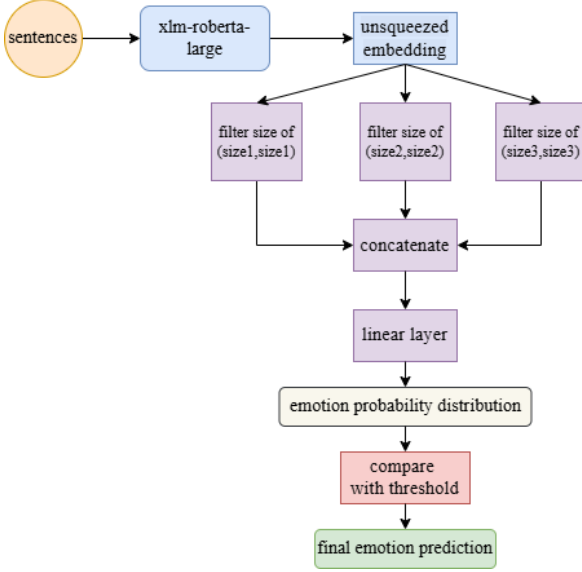 sentences
xlm-roberta-
large
unsqueezed
embedding
filter size of
(size1,size1)
filter size of
(size2,size2)
filter size of
(size3,size3)
concatenate
linear layer
emotion probability distribution
compare
with threshold
final emotion prediction